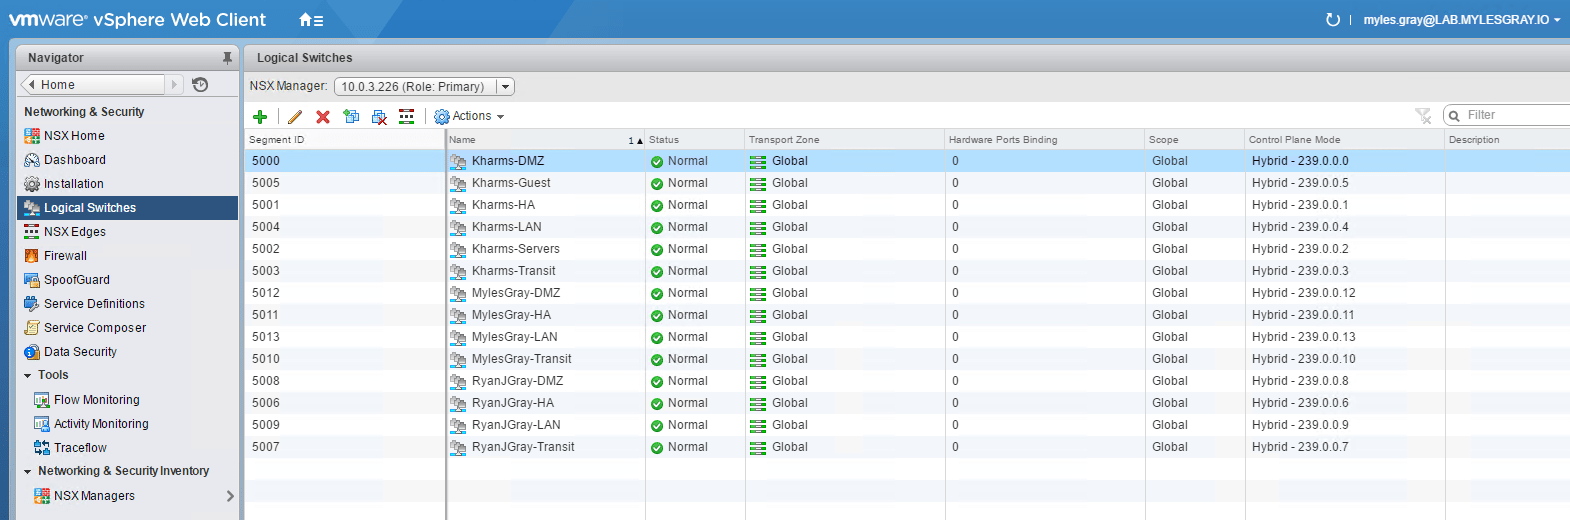 vmware® vSphere Web Client
myles.gray@LAB.MYLESGRAY.IO
Navigator
Home
Networking & Security
NSX Home
Dashboard
Installation
Logical Switches
NSX Edges
Firewall
SpoofGuard
Service Definitions
Service Composer
Data Security
Tools
Flow Monitoring
Activity Monitoring
Traceflow
Networking & Security Inventory
NSX Managers
Logical Switches
NSX Manager: 10.0.3.226 (Role: Primary)
Actions
Filter
Segment ID Name 1 ▲ Status Transport Zone Hardware Ports Binding Scope Control Plane Mode Description
5000 Kharms-DMZ Normal Global 0 Global Hybrid - 239.0.0.0
5005 Kharms-Guest Normal Global 0 Global Hybrid - 239.0.0.5
5001 Kharms-HA Normal Global 0 Global Hybrid - 239.0.0.1
5004 Kharms-LAN Normal Global 0 Global Hybrid - 239.0.0.4
5002 Kharms-Servers Normal Global 0 Global Hybrid - 239.0.0.2
5003 Kharms-Transit Normal Global 0 Global Hybrid - 239.0.0.3
5012 MylesGray-DMZ Normal Global 0 Global Hybrid - 239.0.0.12
5011 MylesGray-HA Normal Global 0 Global Hybrid - 239.0.0.11
5013 MylesGray-LAN Normal Global 0 Global Hybrid - 239.0.0.13
5010 MylesGray-Transit Normal Global 0 Global Hybrid - 239.0.0.10
5008 RyanJGray-DMZ Normal Global 0 Global Hybrid - 239.0.0.8
5006 RyanJGray-HA Normal Global 0 Global Hybrid - 239.0.0.6
5009 RyanJGray-LAN Normal Global 0 Global Hybrid - 239.0.0.9
5007 RyanJGray-Transit Normal Global 0 Global Hybrid - 239.0.0.7